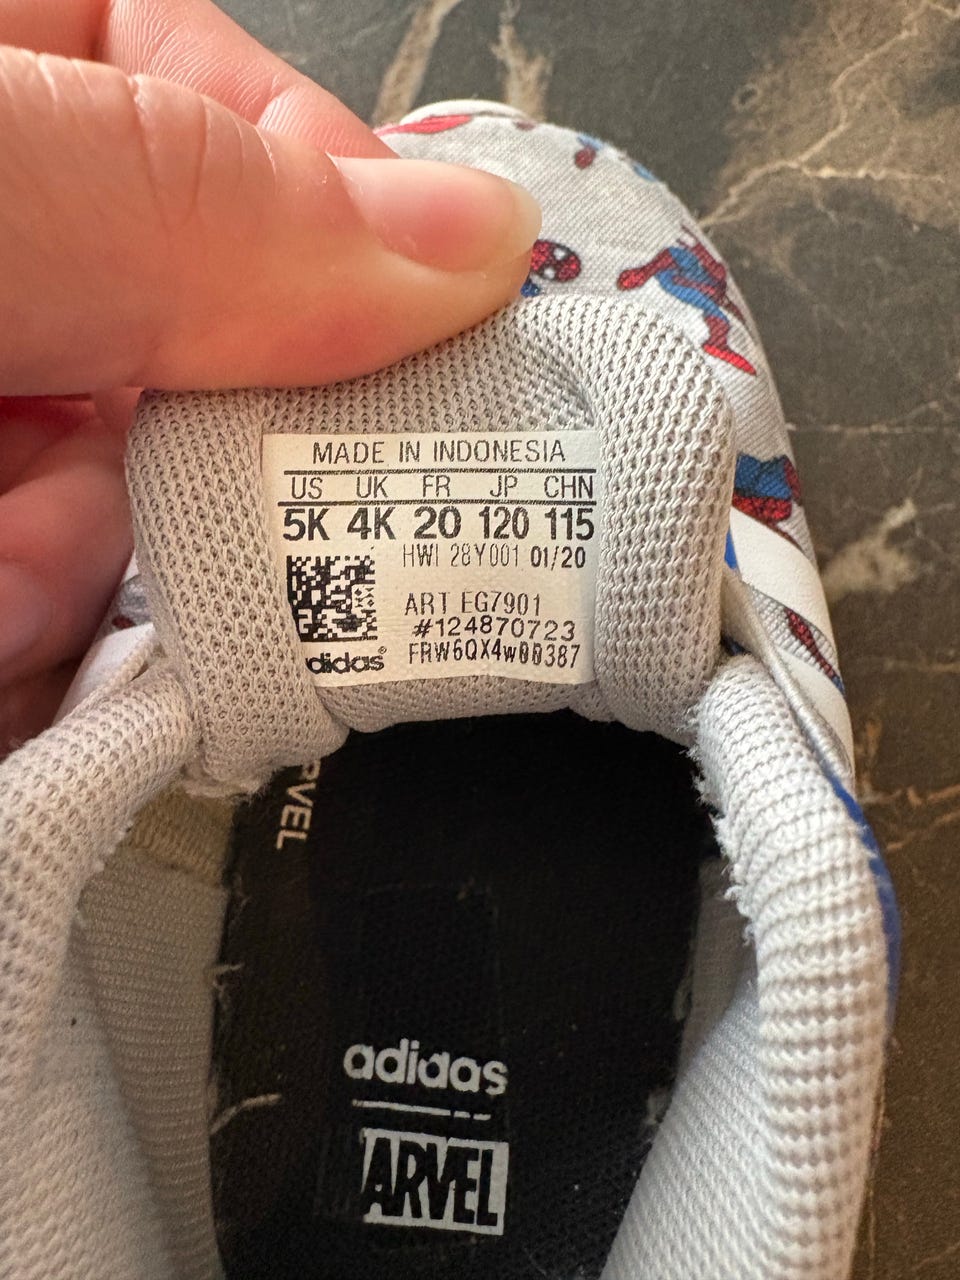 MADE IN INDONESIA
US UK FR JP CHN
5K 4K 20 120 115
HWI 28Y001 01/20
ART EG7901
#124870723
FRW6QX4w00387
adidas®
RVEL
adidas
ARVEL